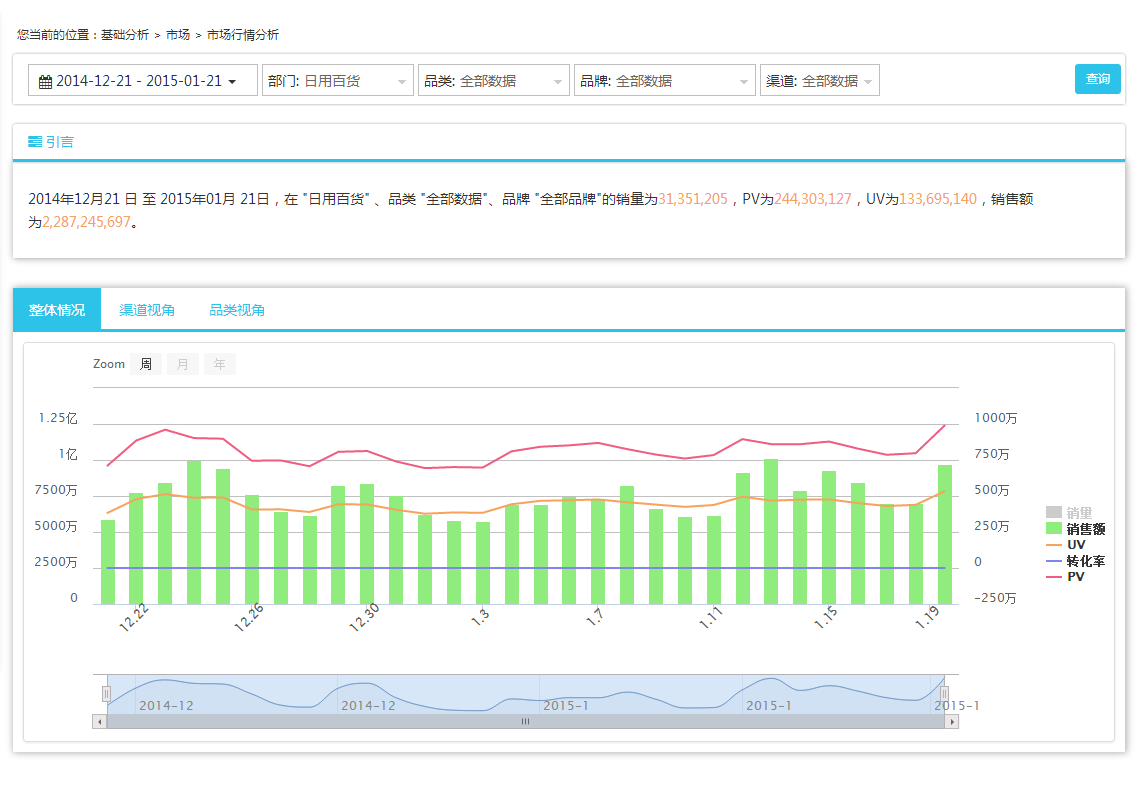 您当前的位置：基础分析 > 市场 > 市场行情分析
2014-12-21 - 2015-01-21 部门: 日用百货 品类: 全部数据 品牌: 全部数据 渠道: 全部数据 查询
引言
2014年12月21 日 至 2015年01月 21日，在 "日用百货" 、品类 "全部数据"、品牌 "全部品牌"的销量为31,351,205，PV为244,303,127，UV为133,695,140，销售额
为2,287,245,697。
整体情况 渠道视角 品类视角
Zoom 周 月 年
1.25亿 1000万
1亿 750万
7500万 500万
5000万 250万
2500万 0
0 -250万
销量
销售额
UV
转化率
PV
12.22 12.26 12.30 1.3 1.7 1.11 1.15 1.19
2014-12 2014-12 2015-1 2015-1 2015-1